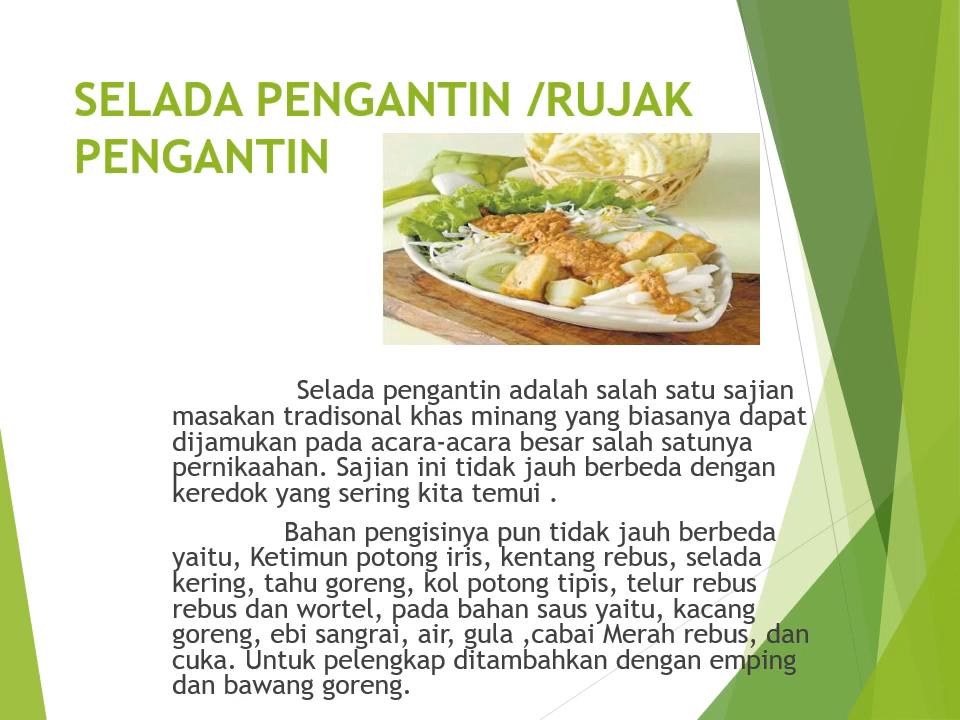 SELADA PENGANTIN /RUJAK
PENGANTIN
Selada pengantin adalah salah satu sajian
masakan tradisonal khas minang yang biasanya dapat
dijamukan pada acara-acara besar salah satunya
pernikaahan. Sajian ini tidak jauh berbeda dengan
keredok yang sering kita temui .
Bahan pengisinya pun tidak jauh berbeda
yaitu, Ketimun potong iris, kentang rebus, selada
kering, tahu goreng, kol potong tipis, telur rebus
rebus dan wortel, pada bahan saus yaitu, kacang
goreng, ebi sangrai, air, gula ,cabai Merah rebus, dan
cuka. Untuk pelengkap ditambahkan dengan emping
dan bawang goreng.